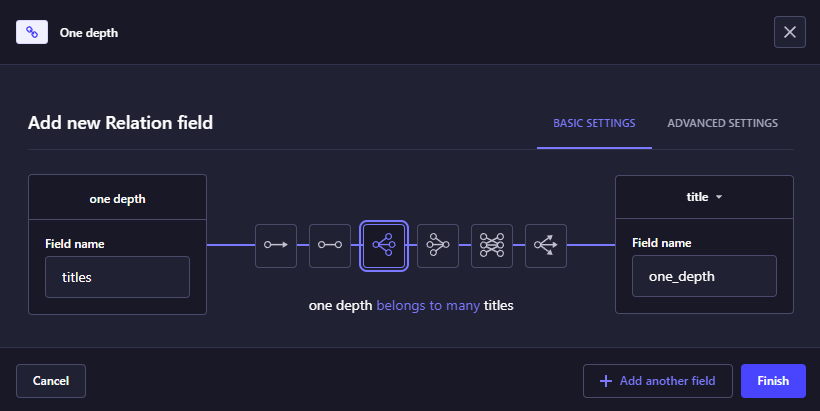 One depth
Add new Relation field
BASIC SETTINGS
ADVANCED SETTINGS
one depth
Field name
titles
title
Field name
one_depth
one depth belongs to many titles
Cancel
Add another field
Finish